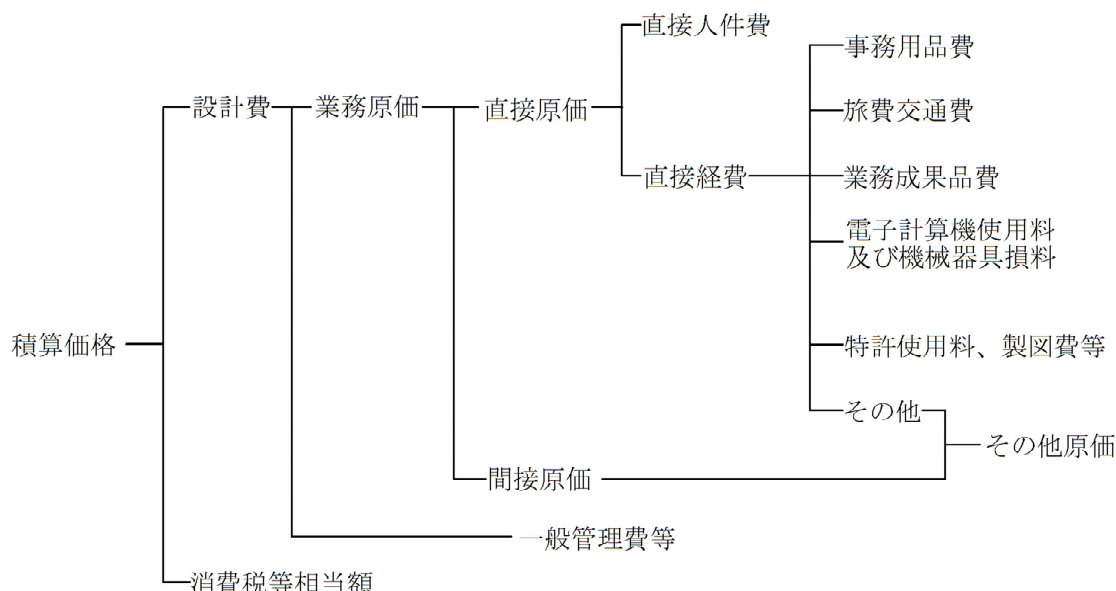 直接人件費
事務用品費
設計費
業務原価
直接原価
旅費交通費
直接経費
業務成果品費
電子計算機使用料
及び機械器具損料
積算価格
特許使用料、製図費等
その他
その他原価
間接原価
一般管理費等
消費税等相当額